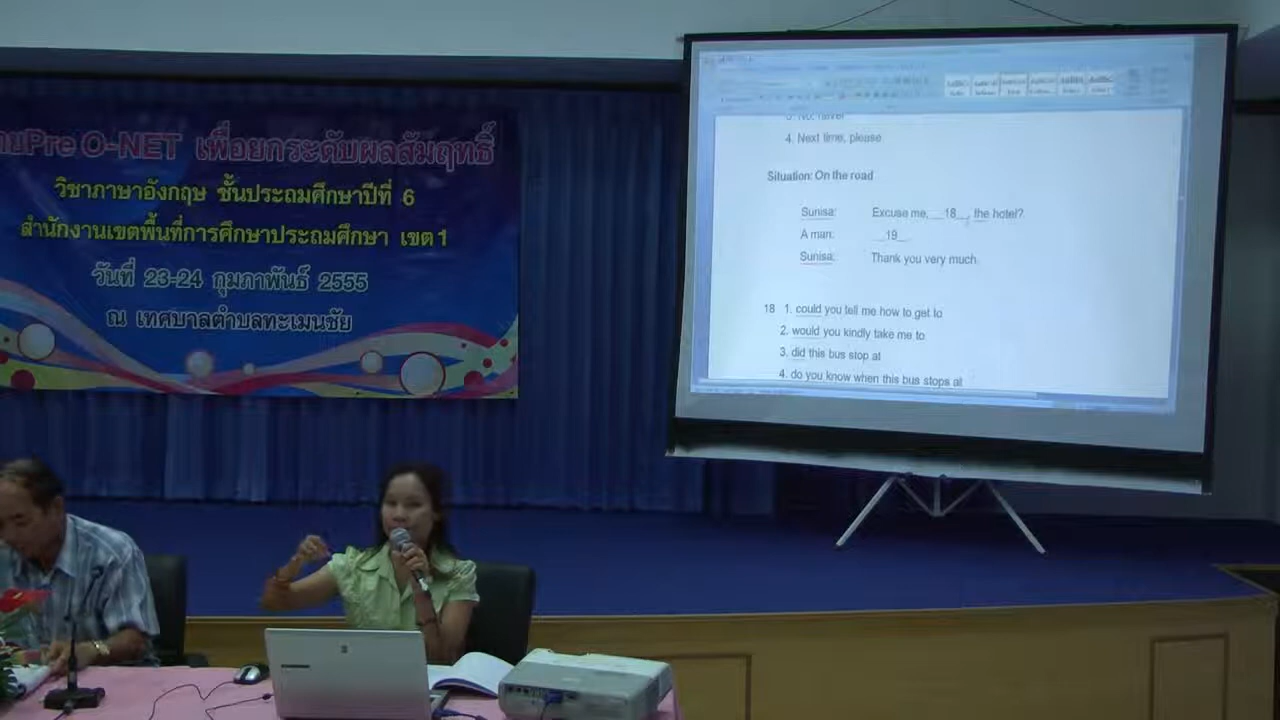 Pre O-NET เพื่อยกระดับผลสัมฤทธิ์
วิชาภาษาอังกฤษ ชั้นประถมศึกษาปีที่ 6
สำนักงานเขตพื้นที่การศึกษาประถมศึกษา เขต 1
วันที่ 23-24 กุมภาพันธ์ 2555
ณ เทศบาลตำบลทะเมนชัย
3. No, never
4. Next time, please
Situation: On the road
Sunisa: Excuse me, __18__, the hotel?
A man: __19__
Sunisa: Thank you very much
18 1. could you tell me how to get to
2. would you kindly take me to
3. did this bus stop at
4. do you know when this bus stops at